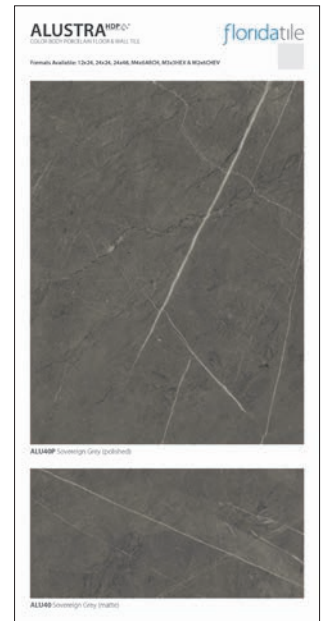 ALUSTRA HDP
floridatile
COLOR BODY PORCELAIN FLOOR & WALL TILE
Formats Available: 12x24, 24x24, 24x48, M4x6ARCH, M3x3HEX & M2x6CHEV
ALU40P Sovereign Grey (polished)
ALU40 Sovereign Grey (matte)